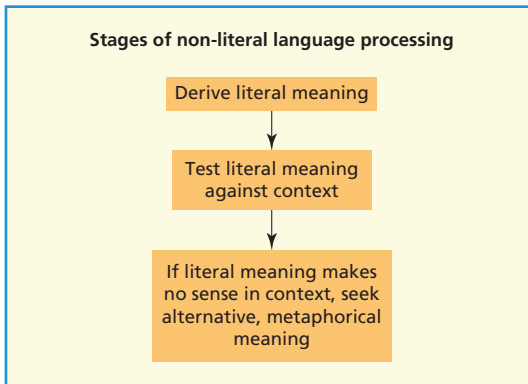 Stages of non-literal language processing
Derive literal meaning
Test literal meaning
against context
If literal meaning makes
no sense in context, seek
alternative, metaphorical
meaning